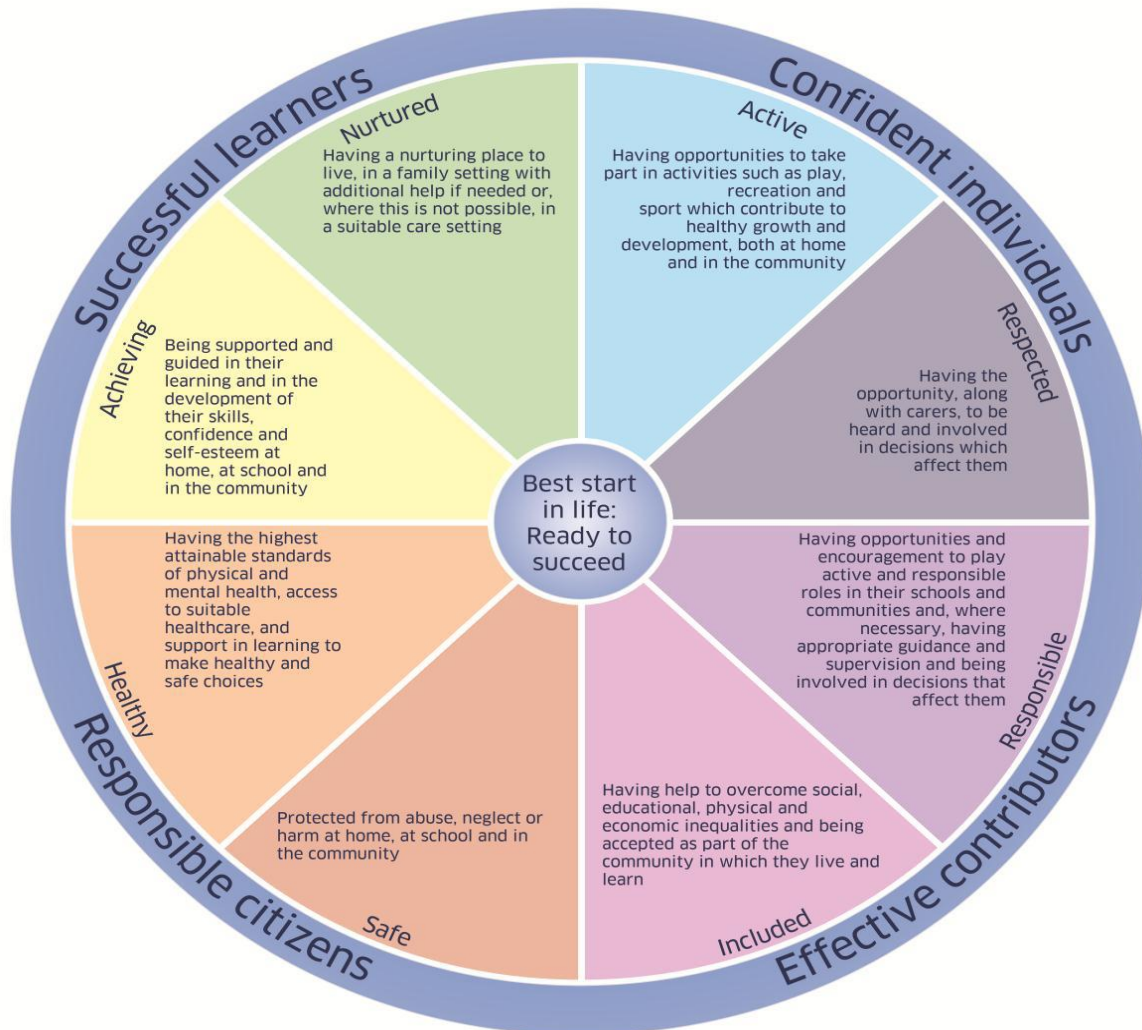 Successful learners
Confident individuals
Nurtured
Having a nurturing place to
live, in a family setting with
additional help if needed or,
where this is not possible, in
a suitable care setting
Active
Having opportunities to take
part in activities such as play,
recreation and
sport which contribute to
healthy growth and
development, both at home
and in the community
Achieving
Being supported and
guided in their
learning and in the
development of
their skills,
confidence and
self-esteem at
home, at school and
in the community
Respected
Having the
opportunity, along
with carers, to be
heard and involved
in decisions which
affect them
Best start
in life:
Ready to
succeed
Healthy
Having the highest
attainable standards
of physical and
mental health, access
to suitable
healthcare, and
support in learning to
make healthy and
safe choices
Responsible
Having opportunities and
encouragement to play
active and responsible
roles in their schools and
communities and, where
necessary, having
appropriate guidance and
supervision and being
involved in decisions that
affect them
Protected from abuse, neglect or
harm at home, at school and in
the community
Safe
Having help to overcome social,
educational, physical and
economic inequalities and being
accepted as part of the
community in which they live and
learn
Included
Responsible citizens
Effective contributors